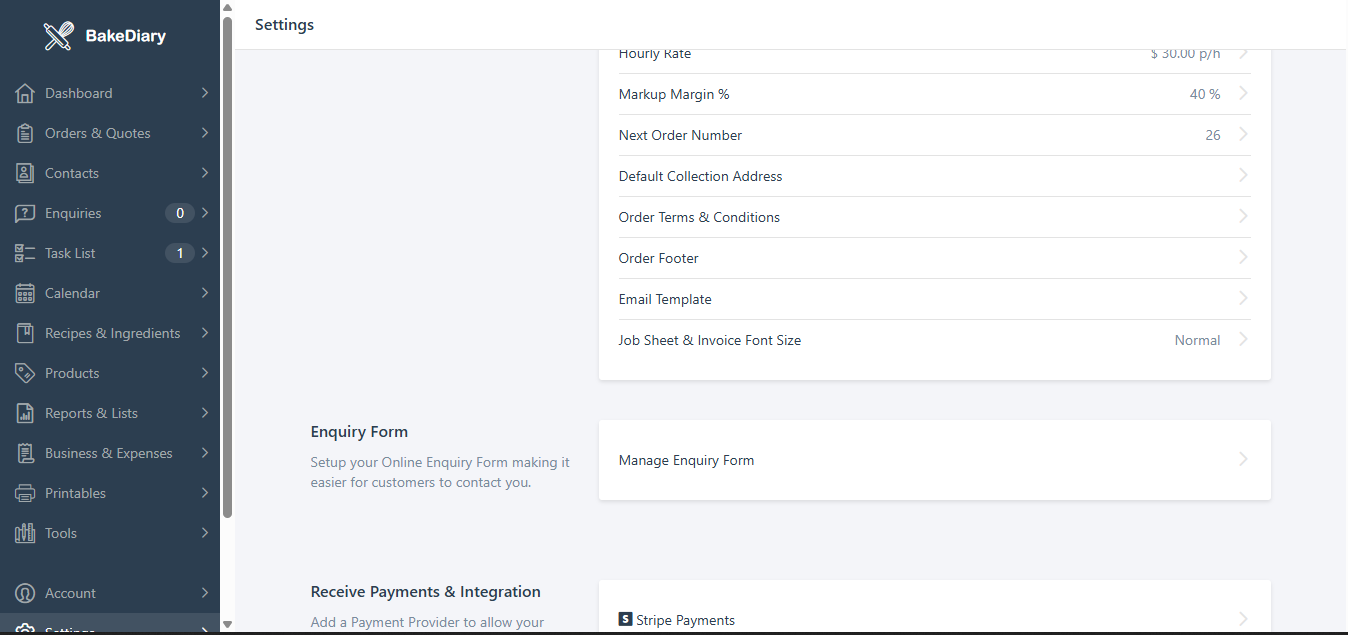 BakeDiary
Dashboard
Orders & Quotes
Contacts
Enquiries 0
Task List 1
Calendar
Recipes & Ingredients
Products
Reports & Lists
Business & Expenses
Printables
Tools
Account
Settings
Settings
Hourly Rate $ 30.00 p/h
Markup Margin % 40 %
Next Order Number 26
Default Collection Address
Order Terms & Conditions
Order Footer
Email Template
Job Sheet & Invoice Font Size Normal
Enquiry Form
Setup your Online Enquiry Form making it
easier for customers to contact you.
Manage Enquiry Form
Receive Payments & Integration
Add a Payment Provider to allow your
S Stripe Payments